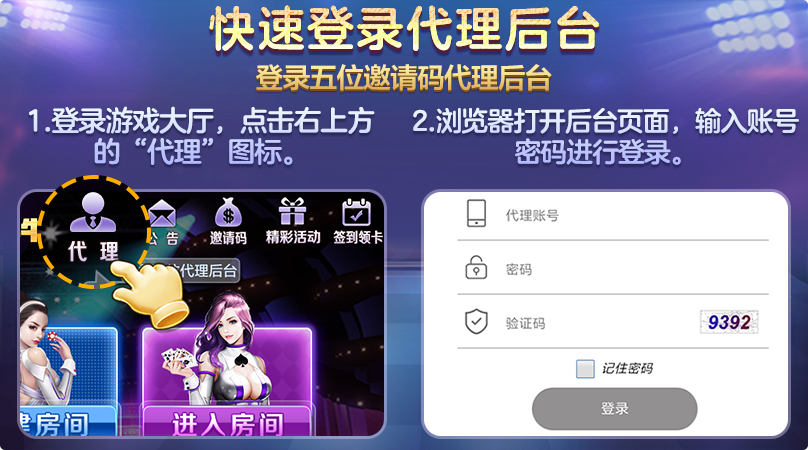 快速登录代理后台
登录五位邀请码代理后台
1.登录游戏大厅，点击右上方
的“代理”图标。
2.浏览器打开后台页面，输入账号
密码进行登录。
代理
公告
邀请码
精彩活动
签到领卡
代理后台
建房间
进入房间
代理账号
密码
验证码
9392
记住密码
登录